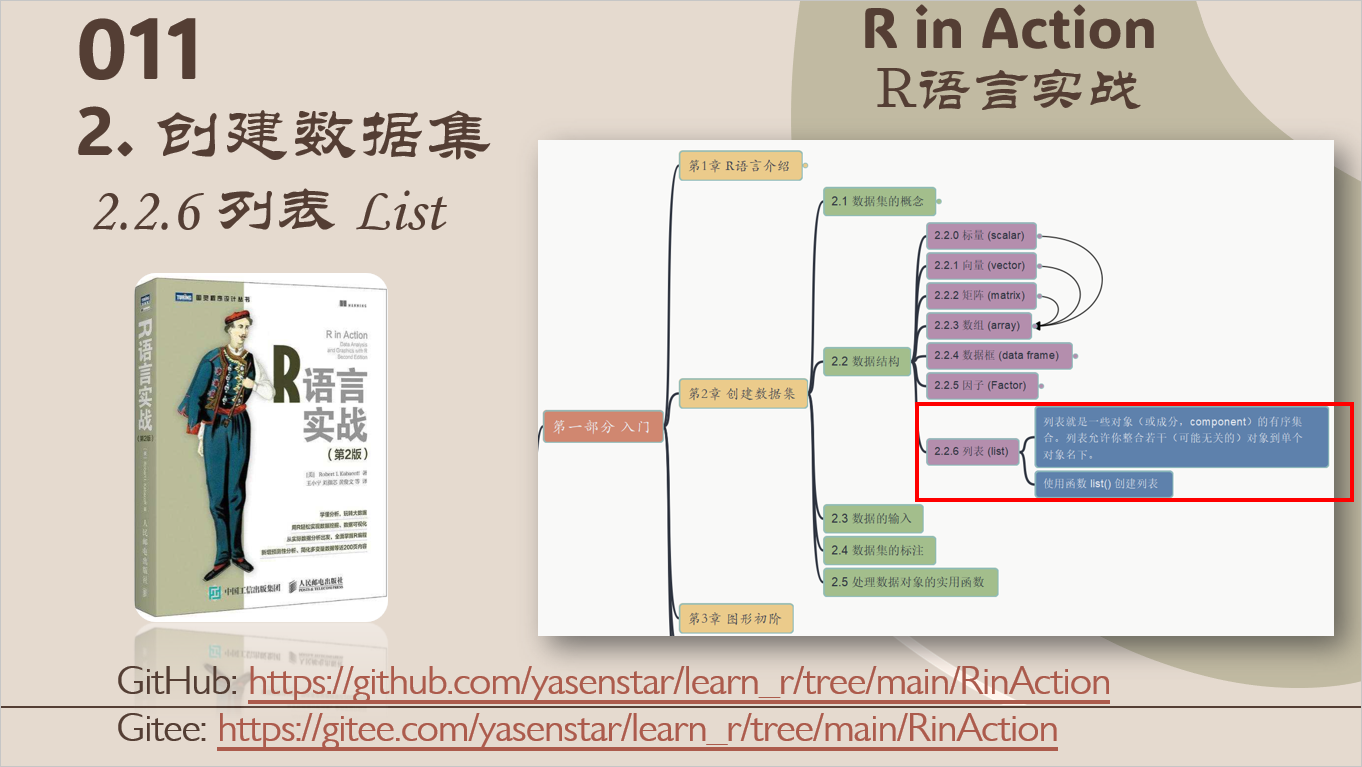 011
2. 创建数据集
2.2.6 列表 List
R in Action
R语言实战
第1章 R语言介绍
2.1 数据集的概念
2.2.0 标量 (scalar)
2.2.1 向量 (vector)
2.2.2 矩阵 (matrix)
2.2.3 数组 (array)
2.2 数据结构
2.2.4 数据框 (data frame)
2.2.5 因子 (Factor)
第2章 创建数据集
第一部分 入门
列表就是一些对象（或成分，component）的有序集
合。列表允许你整合若干（可能无关的）对象到单个
对象名下。
2.2.6 列表 (list)
使用函数 list() 创建列表
2.3 数据的输入
2.4 数据集的标注
2.5 处理数据对象的实用函数
第3章 图形初阶
图灵程序设计丛书
R in Action
Data Analysis
and Graphics with R
Second Edition
R语言
实战
（第2版）
[美] Robert I. Kabacoff 著
王小宁 刘撷芯 黄俊文 等 译
学重分析，玩转大数据
用R轻松实现数据挖掘、数据可视化
从实际数据分析出发，全面掌握R编程
新增预测性分析、简化多变量数据等近200页内容
中国工信出版集团
人民邮电出版社
POSTS & TELECOM PRESS
R语言实战
(第2版)
人民邮电出版社
GitHub: https://github.com/yasenstar/learn_r/tree/main/RinAction
Gitee: https://gitee.com/yasenstar/learn_r/tree/main/RinAction